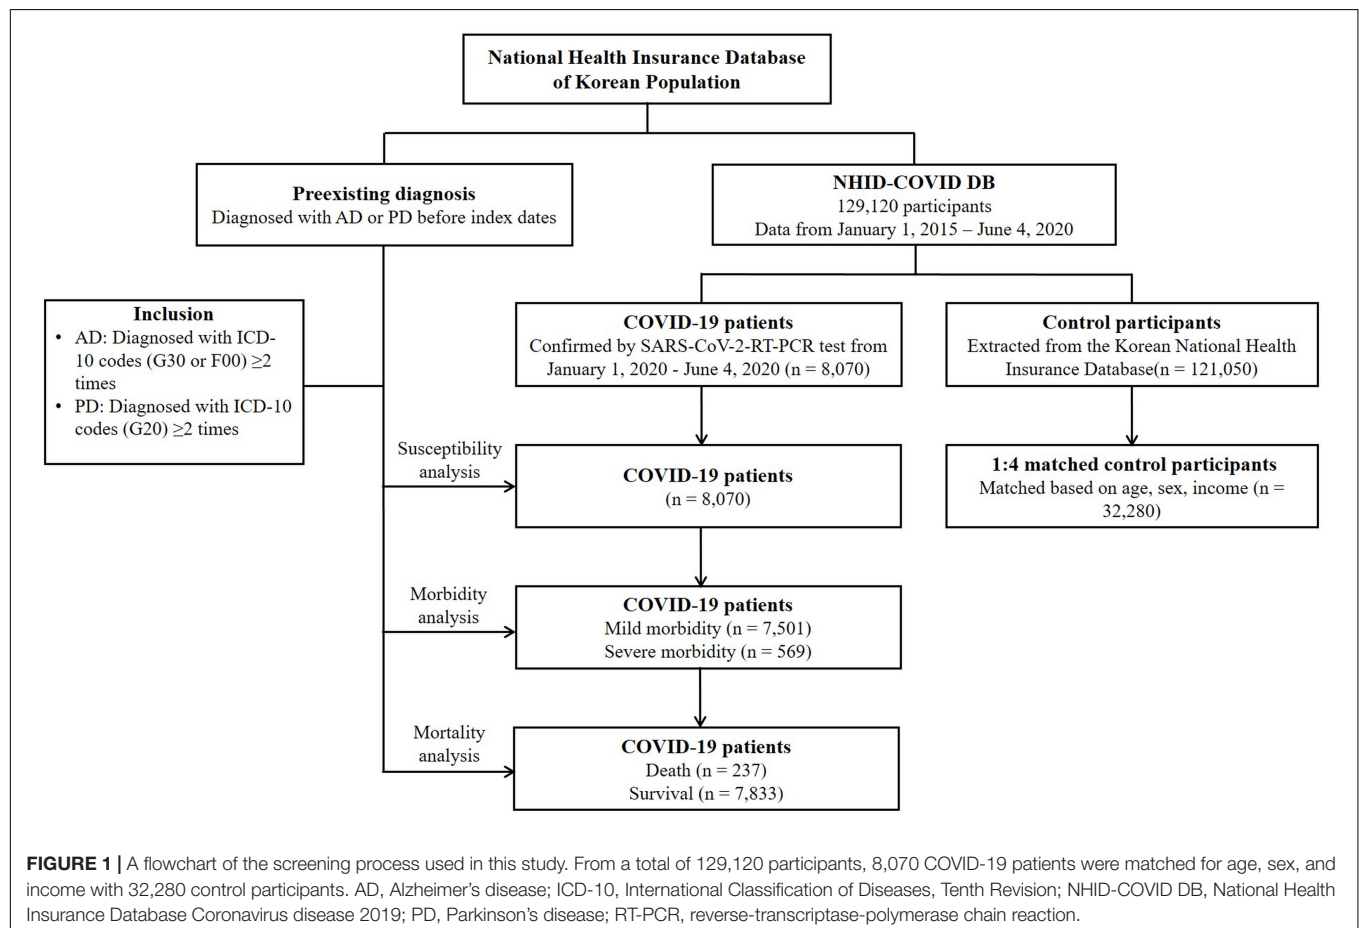 National Health Insurance Database
of Korean Population
Preexisting diagnosis
Diagnosed with AD or PD before index dates
NHID-COVID DB
129,120 participants
Data from January 1, 2015 – June 4, 2020
Inclusion
• AD: Diagnosed with ICD-
10 codes (G30 or F00) ≥2
times
• PD: Diagnosed with ICD-10
codes (G20) ≥2 times
COVID-19 patients
Confirmed by SARS-CoV-2-RT-PCR test from
January 1, 2020 - June 4, 2020 (n = 8,070)
Control participants
Extracted from the Korean National Health
Insurance Database(n = 121,050)
Susceptibility
analysis
COVID-19 patients
(n = 8,070)
1:4 matched control participants
Matched based on age, sex, income (n =
32,280)
Morbidity
analysis
COVID-19 patients
Mild morbidity (n = 7,501)
Severe morbidity (n = 569)
Mortality
analysis
COVID-19 patients
Death (n = 237)
Survival (n = 7,833)
FIGURE 1 | A flowchart of the screening process used in this study. From a total of 129,120 participants, 8,070 COVID-19 patients were matched for age, sex, and
income with 32,280 control participants. AD, Alzheimer's disease; ICD-10, International Classification of Diseases, Tenth Revision; NHID-COVID DB, National Health
Insurance Database Coronavirus disease 2019; PD, Parkinson's disease; RT-PCR, reverse-transcriptase-polymerase chain reaction.